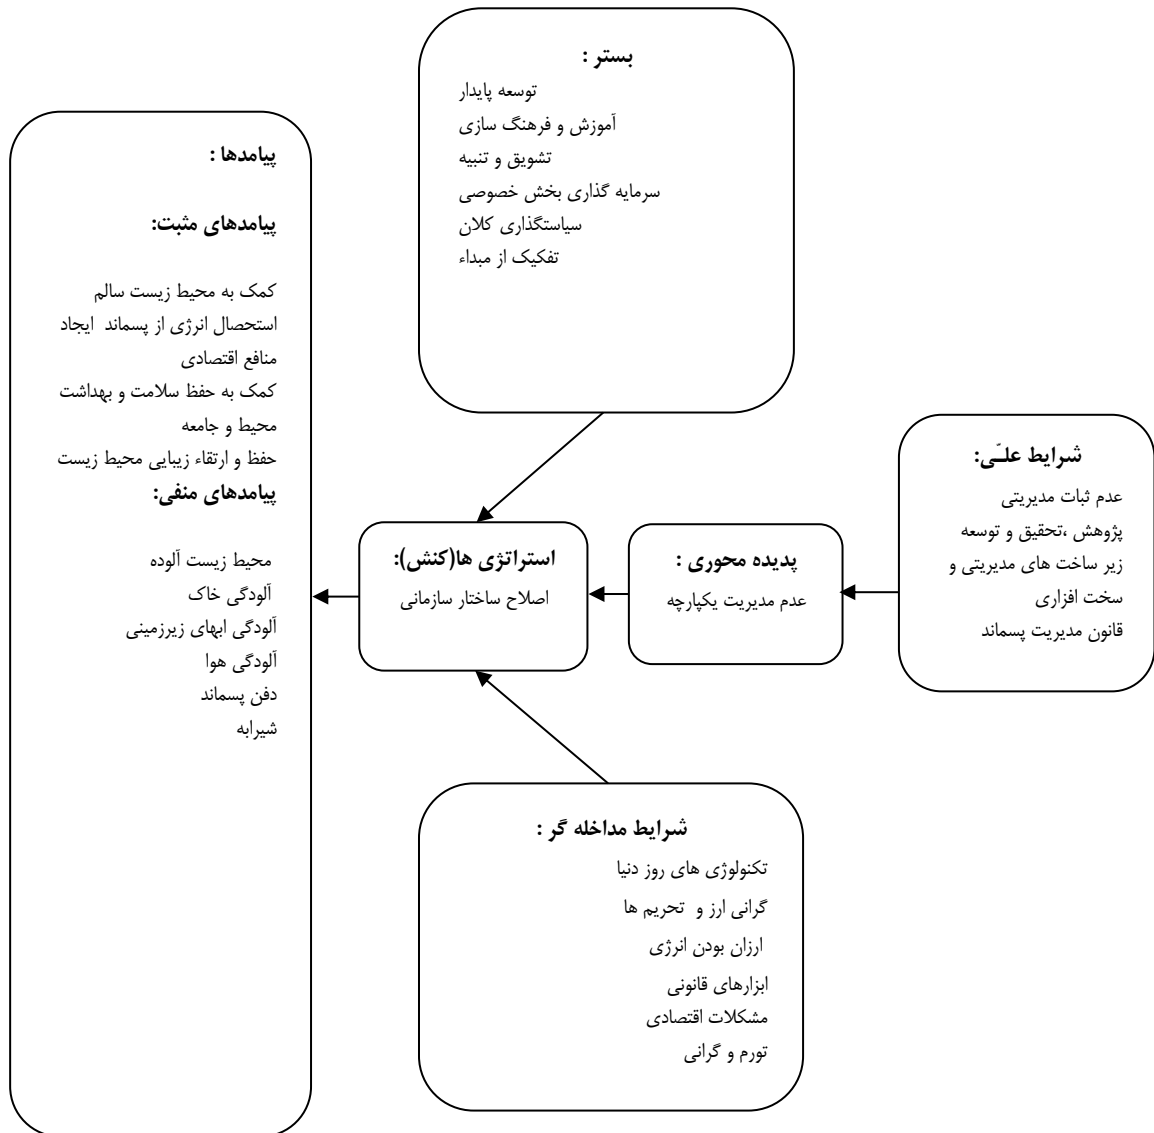 بستر :
توسعه پایدار
آموزش و فرهنگ سازی
تشویق و تنبیه
سرمایه گذاری بخش خصوصی
سیاستگذاری کلان
تفکیک از مبداء
شرایط علـّی:
عدم ثبات مدیریتی
پژوهش ،تحقیق و توسعه
زیر ساخت های مدیریتی و
سخت افزاری
قانون مدیریت پسماند
پدیده محوری :
عدم مدیریت یکپارچه
استراتژی ها(کنش):
اصلاح ساختار سازمانی
شرایط مداخله گر :
تکنولوژی های روز دنیا
گرانی ارز و تحریم ها
ارزان بودن انرژی
ابزارهای قانونی
مشکلات اقتصادی
تورم و گرانی
پیامدها :
پیامدهای مثبت:
کمک به محیط زیست سالم
استحصال انرژی از پسماند ایجاد
منافع اقتصادی
کمک به حفظ سلامت و بهداشت
محیط و جامعه
حفظ و ارتقاء زیبایی محیط زیست
پیامدهای منفی:
محیط زیست آلوده
آلودگی خاک
آلودگی ابهای زیرزمینی
آلودگی هوا
دفن پسماند
شیرابه